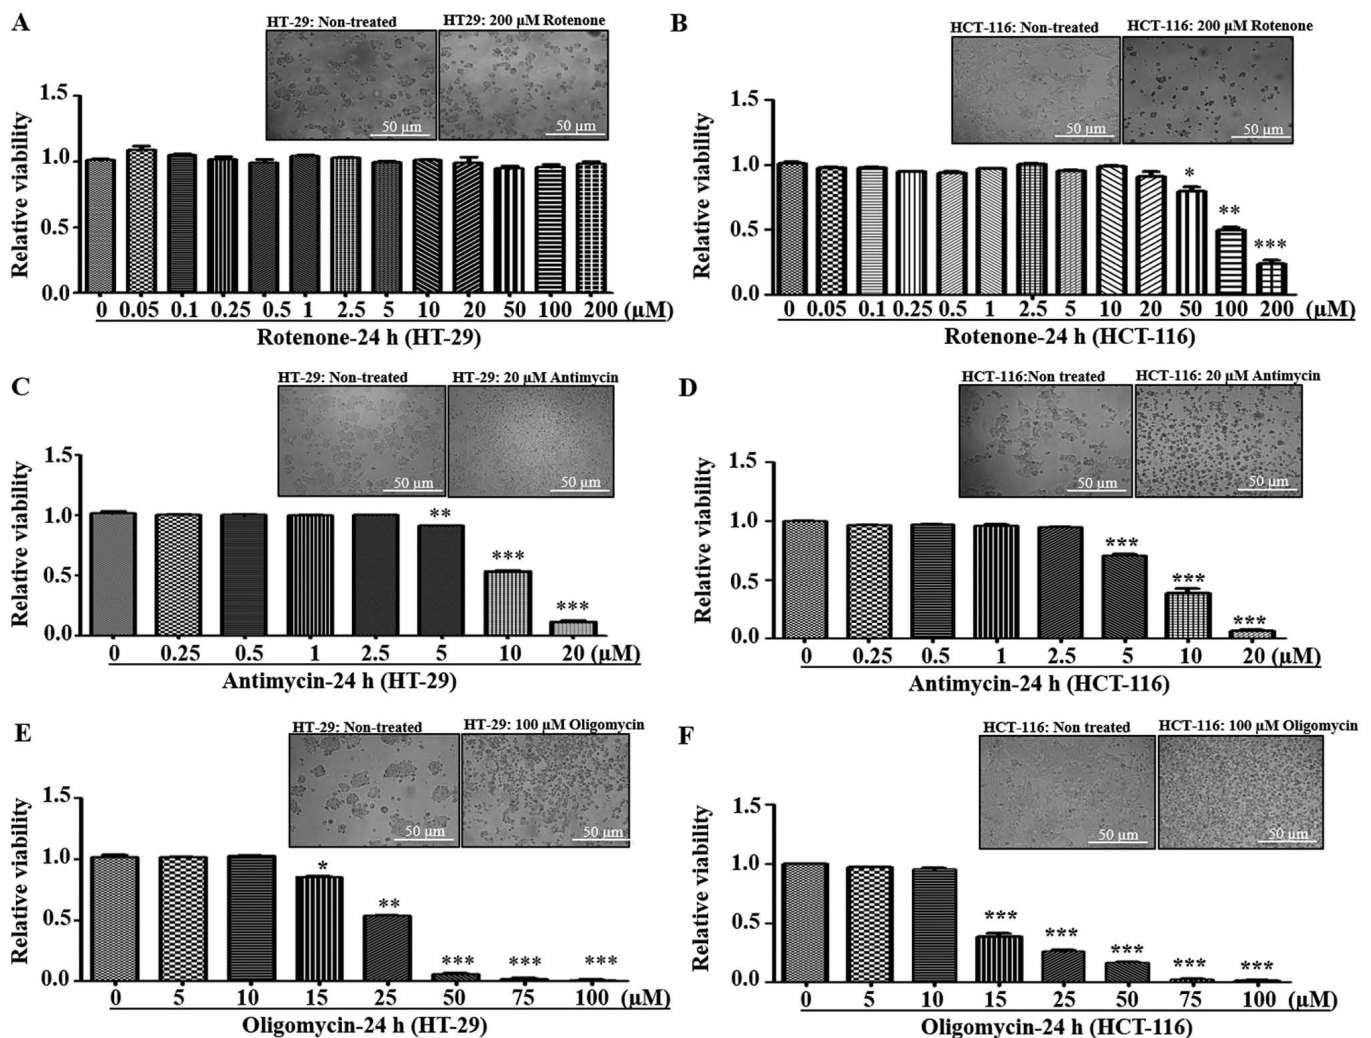 A
HT-29: Non-treated
HT29: 200 µM Rotenone
50 µm
50 µm
Relative viability
1.5
1.0
0.5
0.0
0 0.05 0.1 0.25 0.5 1 2.5 5 10 20 50 100 200 (µM)
Rotenone-24 h (HT-29)
B
HCT-116: Non-treated
HCT-116: 200 µM Rotenone
50 µm
50 µm
Relative viability
1.5
1.0
0.5
0.0
*
**
***
0 0.05 0.1 0.25 0.5 1 2.5 5 10 20 50 100 200 (µM)
Rotenone-24 h (HCT-116)
C
HT-29: Non-treated
HT-29: 20 µM Antimycin
50 µm
50 µm
Relative viability
1.5
1.0
0.5
0.0
**
***
***
0 0.25 0.5 1 2.5 5 10 20 (µM)
Antimycin-24 h (HT-29)
D
HCT-116:Non treated
HCT-116: 20 µM Antimycin
50 µm
50 µm
Relative viability
1.5
1.0
0.5
0.0
***
***
***
0 0.25 0.5 1 2.5 5 10 20 (µM)
Antimycin-24 h (HCT-116)
E
HT-29: Non-treated
HT-29: 100 µM Oligomycin
50 µm
50 µm
Relative viability
1.5
1.0
0.5
0.0
*
**
***
***
***
0 5 10 15 25 50 75 100 (µM)
Oligomycin-24 h (HT-29)
F
HCT-116: Non treated
HCT-116: 100 µM Oligomycin
50 µm
50 µm
Relative viability
1.5
1.0
0.5
0.0
***
***
***
***
***
0 5 10 15 25 50 75 100 (µM)
Oligomycin-24 h (HCT-116)